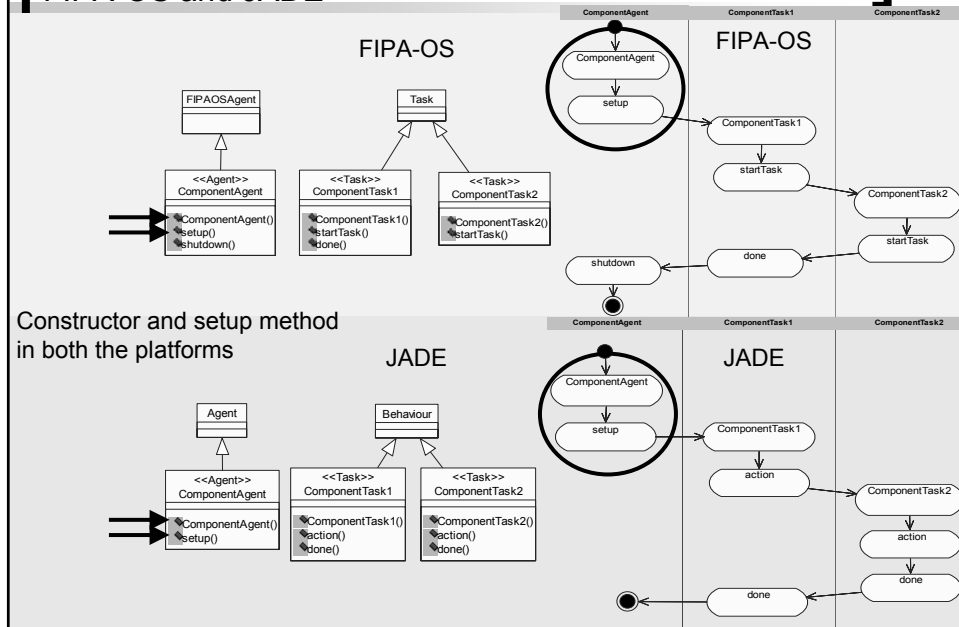 FIPA-OS and JADE
FIPA-OS
FIPAOSAgent
Task
<<Agent>>
ComponentAgent
ComponentAgent()
setup()
shutdown()
<<Task>>
ComponentTask1
ComponentTask1()
startTask()
done()
<<Task>>
ComponentTask2
ComponentTask2()
startTask()
ComponentAgent
ComponentTask1
ComponentTask2
FIPA-OS
ComponentAgent
setup
ComponentTask1
startTask
ComponentTask2
startTask
done
shutdown
Constructor and setup method
in both the platforms
JADE
Agent
Behaviour
<<Agent>>
ComponentAgent
ComponentAgent()
setup()
<<Task>>
ComponentTask1
ComponentTask1()
action()
done()
<<Task>>
ComponentTask2
ComponentTask2()
action()
done()
ComponentAgent
ComponentTask1
ComponentTask2
JADE
ComponentAgent
setup
ComponentTask1
action
ComponentTask2
action
done
done